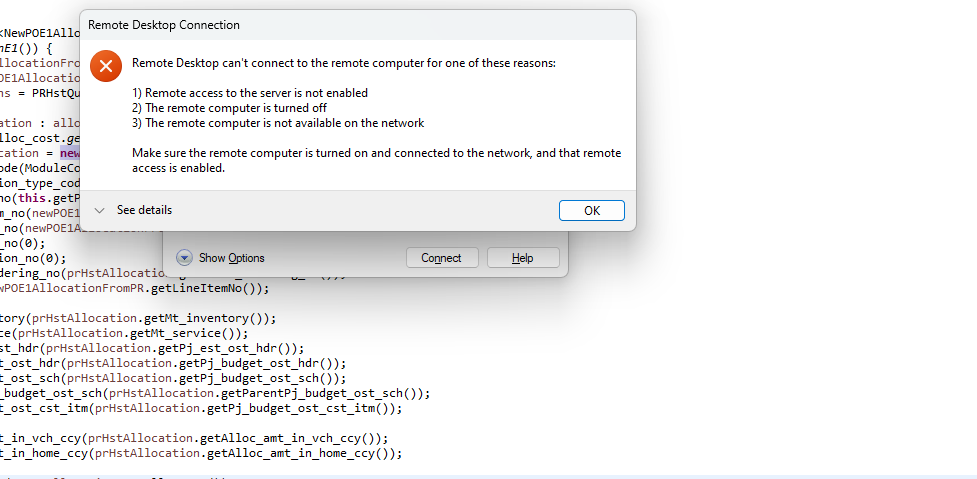 Remote Desktop Connection
Remote Desktop can't connect to the remote computer for one of these reasons:
1) Remote access to the server is not enabled
2) The remote computer is turned off
3) The remote computer is not available on the network
Make sure the remote computer is turned on and connected to the network, and that remote
access is enabled.
See details
OK
Show Options
Connect
Help
kNewPOE1Allo
nE1()) {
llocationFro
OE1Allocatio
ns = PRHstQu
ation : allo
lloc_cost.ge
cation = new
ode(ModuleCo
ion_type_cod
no(this.getP
m_no(newPOE1
_no(newPOE1A
_no(0);
ion_no(0);
dering_no(prHstAllocatio
wPOE1AllocationFromPR.getLineItemNo());
tory(prHstAllocation.getMt_inventory());
ce(prHstAllocation.getMt_service());
st_hdr(prHstAllocation.getPj_est_ost_hdr());
t_ost_hdr(prHstAllocation.getPj_budget_ost_hdr());
t_ost_sch(prHstAllocation.getPj_budget_ost_sch());
_budget_ost_sch(prHstAllocation.getParentPj_budget_ost_sch());
t_ost_cst_itm(prHstAllocation.getPj_budget_ost_cst_itm());
t_in_vch_ccy(prHstAllocation.getAlloc_amt_in_vch_ccy());
t_in_home_ccy(prHstAllocation.getAlloc_amt_in_home_ccy());